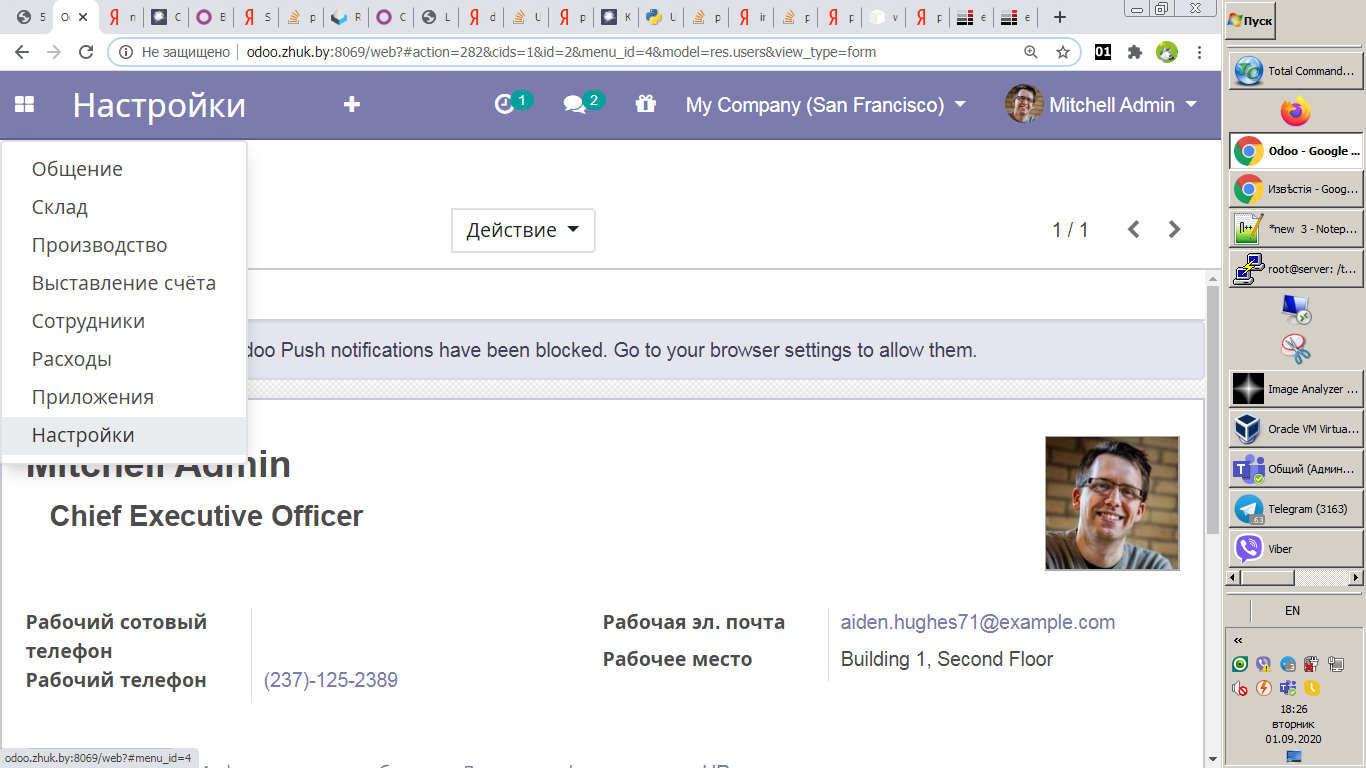 5
O
n
C
B
S
p
R
C
L
d
U
p
K
U
p
in
p
p
v
p
e
e
Пуск
Не защищено
odoo.zhuk.by:8069/web?#action=282&cids=1&id=2&menu_id=4&model=res.users&view_type=form
01
Настройки
1
2
My Company (San Francisco)
Mitchell Admin
Общение
Склад
Производство
Выставление счёта
Сотрудники
Расходы
Приложения
Настройки
Действие
1 / 1
doo Push notifications have been blocked. Go to your browser settings to allow them.
Mitchell Admin
Chief Executive Officer
Рабочий сотовый
телефон
Рабочий телефон
(237)-125-2389
Рабочая эл. почта
aiden.hughes71@example.com
Рабочее место
Building 1, Second Floor
odoo.zhuk.by:8069/web?#menu_id=4
Total Command...
Odoo - Google ...
Извѣстія - Goog...
*new 3 - Notep...
root@server: /t...
Image Analyzer ...
Oracle VM Virtua...
Общий (Админ...
Telegram (3163)
Viber
EN
18:26
вторник
01.09.2020